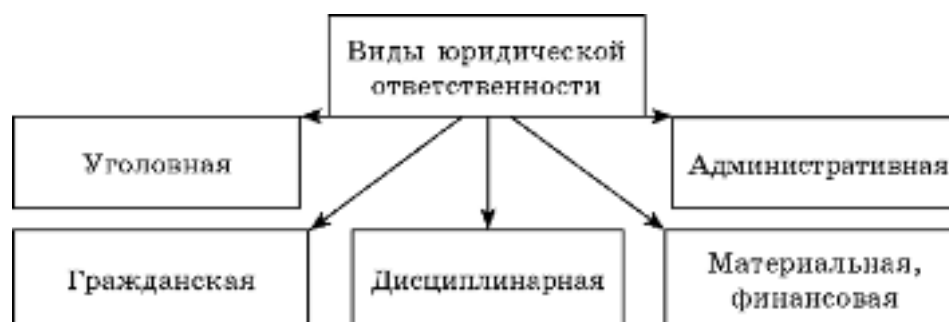 Виды юридической
ответственности
Уголовная
Административная
Гражданская
Дисциплинарная
Материальная,
финансовая